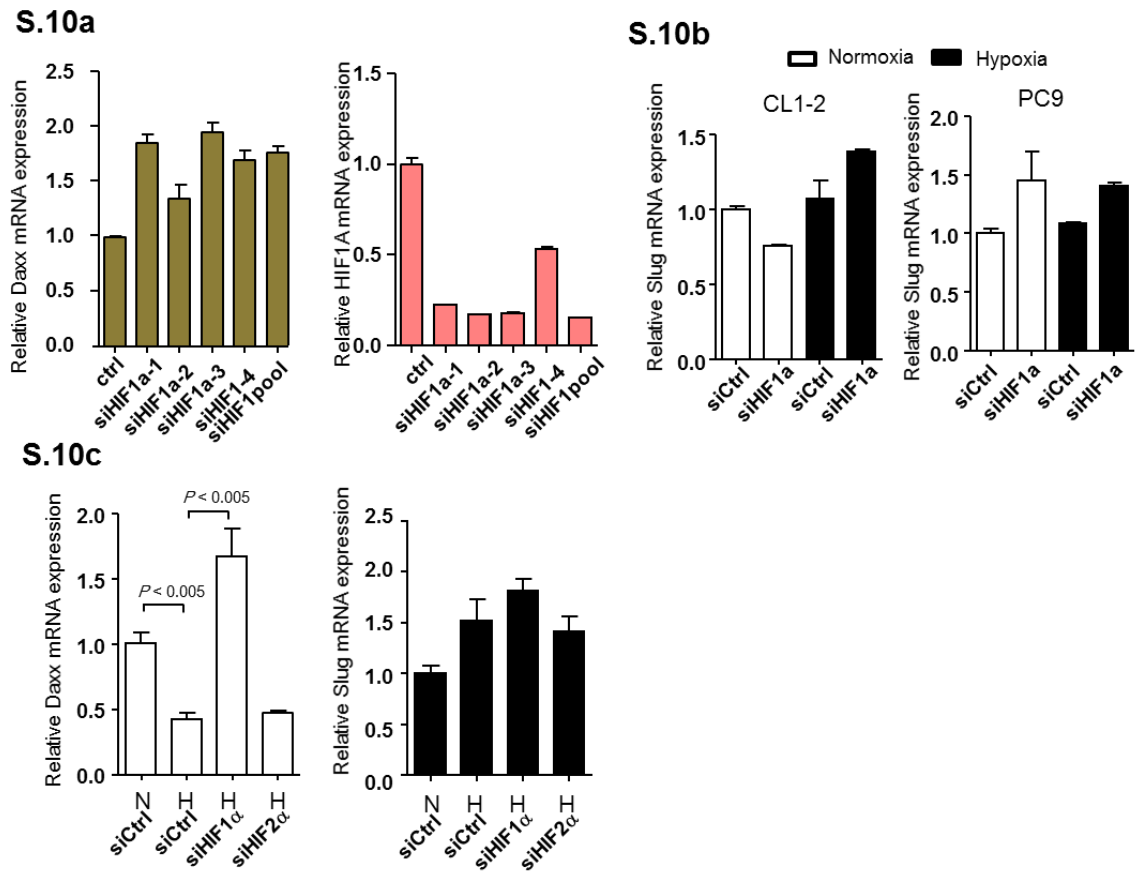 S.10a
Relative Daxx mRNA expression
2.5
2.0
1.5
1.0
0.5
0.0
ctrl
siHIF1a-1
siHIF1a-2
siHIF1a-3
siHIF1-4
siHIF1pool
Relative HIF1A mRNA expression
1.5
1.0
0.5
0.0
ctrl
siHIF1a-1
siHIF1a-2
siHIF1a-3
siHIF1-4
siHIF1pool
S.10b
Normoxia Hypoxia
CL1-2
Relative Slug mRNA expression
1.5
1.0
0.5
0.0
siCtrl
siHIF1a
siCtrl
siHIF1a
PC9
Relative Slug mRNA expression
2.0
1.5
1.0
0.5
0.0
siCtrl
siHIF1a
siCtrl
siHIF1a
S.10c
Relative Daxx mRNA expression
2.0
1.5
1.0
0.5
0.0
P < 0.005
P < 0.005
N H H H
siCtrl
siCtrl
siHIF1α
siHIF2α
Relative Slug mRNA expression
2.5
2.0
1.5
1.0
0.5
0.0
N H H H
siCtrl
siCtrl
siHIF1α
siHIF2α